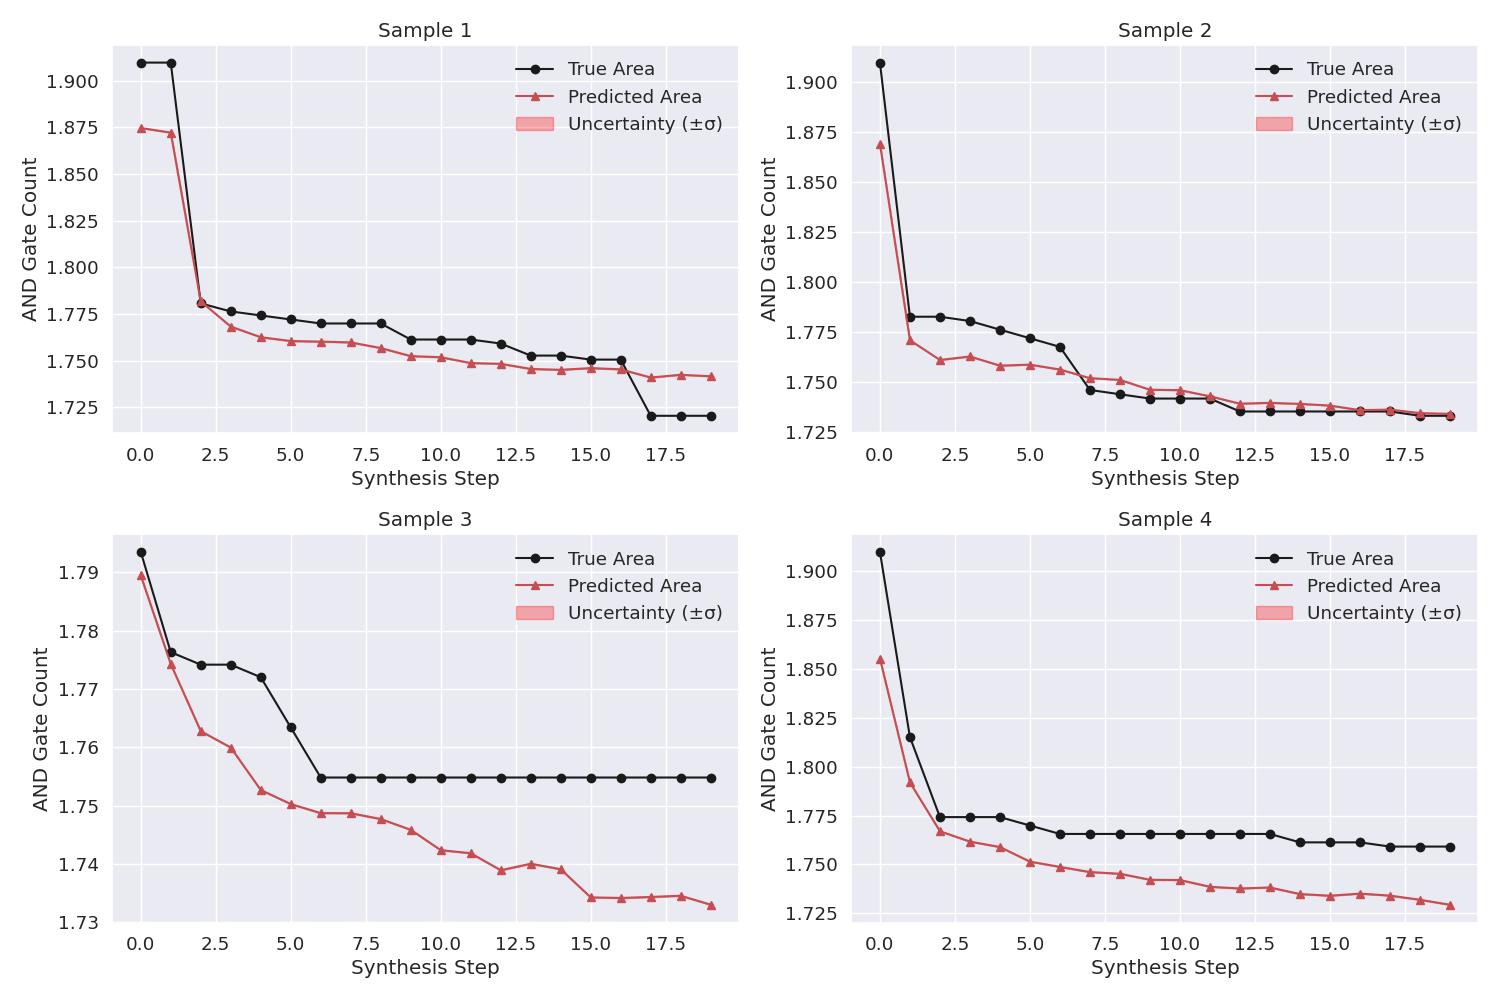 Sample 1
AND Gate Count
1.900
1.875
1.850
1.825
1.800
1.775
1.750
1.725
True Area
Predicted Area
Uncertainty (±σ)
0.0 2.5 5.0 7.5 10.0 12.5 15.0 17.5
Synthesis Step
Sample 2
AND Gate Count
1.900
1.875
1.850
1.825
1.800
1.775
1.750
1.725
True Area
Predicted Area
Uncertainty (±σ)
0.0 2.5 5.0 7.5 10.0 12.5 15.0 17.5
Synthesis Step
Sample 3
AND Gate Count
1.79
1.78
1.77
1.76
1.75
1.74
1.73
True Area
Predicted Area
Uncertainty (±σ)
0.0 2.5 5.0 7.5 10.0 12.5 15.0 17.5
Synthesis Step
Sample 4
AND Gate Count
1.900
1.875
1.850
1.825
1.800
1.775
1.750
1.725
True Area
Predicted Area
Uncertainty (±σ)
0.0 2.5 5.0 7.5 10.0 12.5 15.0 17.5
Synthesis Step